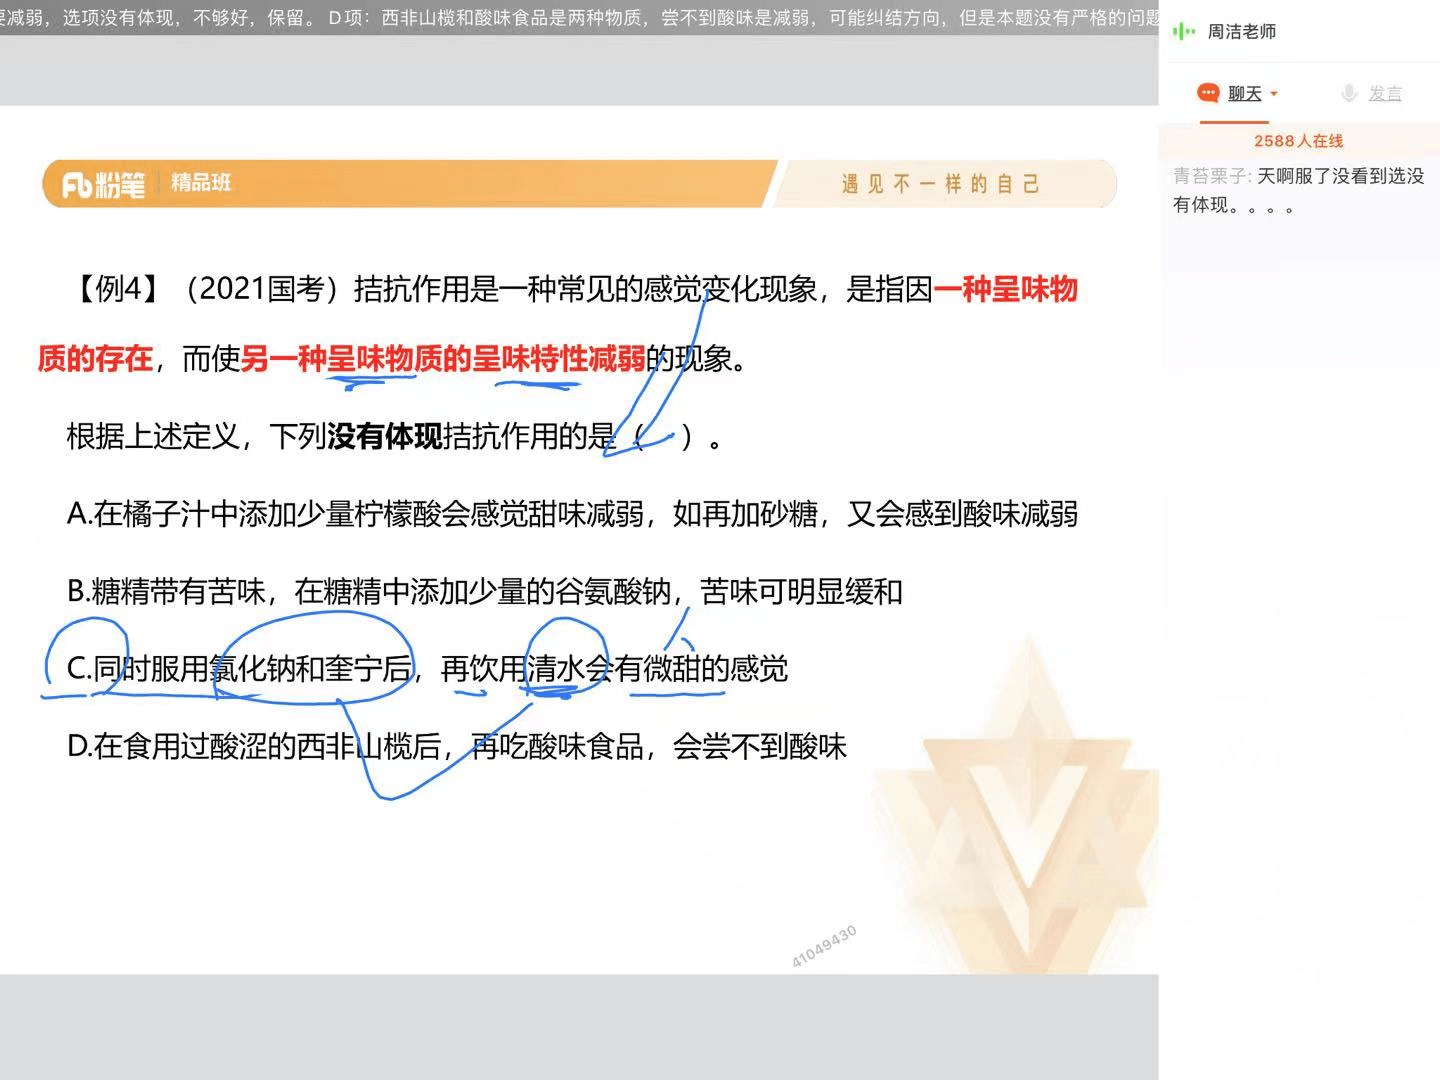 要减弱，选项没有体现，不够好，保留。 D项：西非山榄和酸味食品是两种物质，尝不到酸味是减弱，可能纠结方向，但是本题没有严格的问题
周洁老师
聊天
发言
2588人在线
青苔栗子: 天啊服了没看到选没
有体现。。。。
粉笔 精品班
遇见不一样的自己
【例4】（2021国考）拮抗作用是一种常见的感觉变化现象，是指因一种呈味物
质的存在，而使另一种呈味物质的呈味特性减弱的现象。
根据上述定义，下列没有体现拮抗作用的是（ ）。
A.在橘子汁中添加少量柠檬酸会感觉甜味减弱，如再加砂糖，又会感到酸味减弱
B.糖精带有苦味，在糖精中添加少量的谷氨酸钠，苦味可明显缓和
C.同时服用氯化钠和奎宁后，再饮用清水会有微甜的感觉
D.在食用过酸涩的西非山榄后，再吃酸味食品，会尝不到酸味
41049430